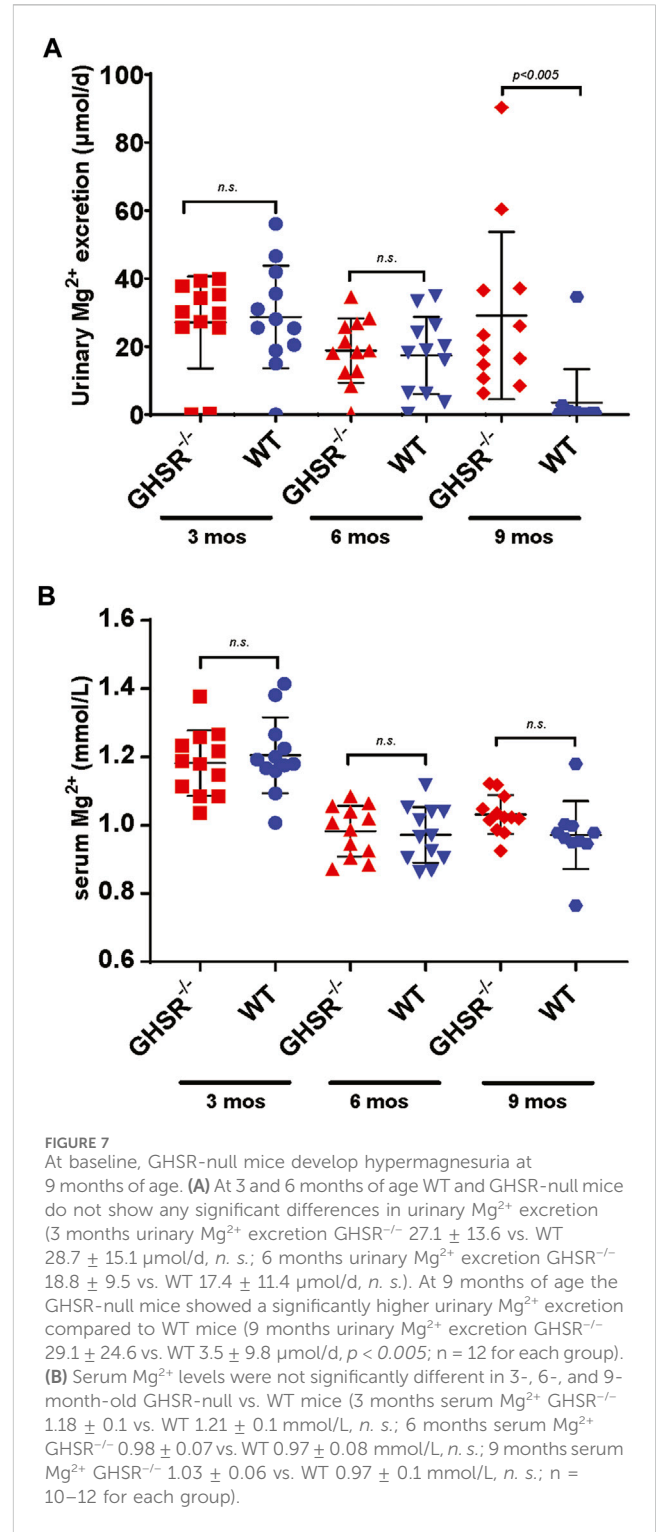 A
Urinary Mg²⁺ excretion (µmol/d)
100
80
60
40
20
0
n.s.
n.s.
p<0.005
GHSR⁻/⁻
WT
GHSR⁻/⁻
WT
GHSR⁻/⁻
WT
3 mos
6 mos
9 mos
B
serum Mg²⁺ (mmol/L)
1.6
1.4
1.2
1.0
0.8
0.6
n.s.
n.s.
n.s.
GHSR⁻/⁻
WT
GHSR⁻/⁻
WT
GHSR⁻/⁻
WT
3 mos
6 mos
9 mos
FIGURE 7
At baseline, GHSR-null mice develop hypermagnesuria at
9 months of age. (A) At 3 and 6 months of age WT and GHSR-null mice
do not show any significant differences in urinary Mg²⁺ excretion
(3 months urinary Mg²⁺ excretion GHSR⁻/⁻ 27.1 ± 13.6 vs. WT
28.7 ± 15.1 µmol/d, n. s.; 6 months urinary Mg²⁺ excretion GHSR⁻/⁻
18.8 ± 9.5 vs. WT 17.4 ± 11.4 µmol/d, n. s.). At 9 months of age the
GHSR-null mice showed a significantly higher urinary Mg²⁺ excretion
compared to WT mice (9 months urinary Mg²⁺ excretion GHSR⁻/⁻
29.1 ± 24.6 vs. WT 3.5 ± 9.8 µmol/d, p < 0.005; n = 12 for each group).
(B) Serum Mg²⁺ levels were not significantly different in 3-, 6-, and 9-
month-old GHSR-null vs. WT mice (3 months serum Mg²⁺ GHSR⁻/⁻
1.18 ± 0.1 vs. WT 1.21 ± 0.1 mmol/L, n. s.; 6 months serum Mg²⁺
GHSR⁻/⁻ 0.98 ± 0.07 vs. WT 0.97 ± 0.08 mmol/L, n. s.; 9 months serum
Mg²⁺ GHSR⁻/⁻ 1.03 ± 0.06 vs. WT 0.97 ± 0.1 mmol/L, n. s.; n =
10–12 for each group).